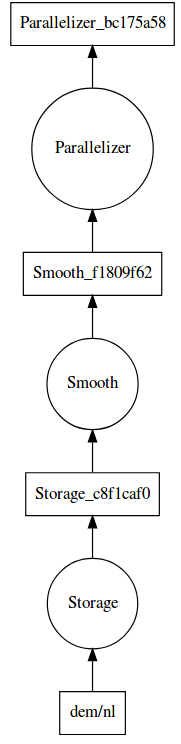 Parallelizer_bc175a58
Parallelizer
Smooth_f1809f62
Smooth
Storage_c8f1caf0
Storage
dem/nl